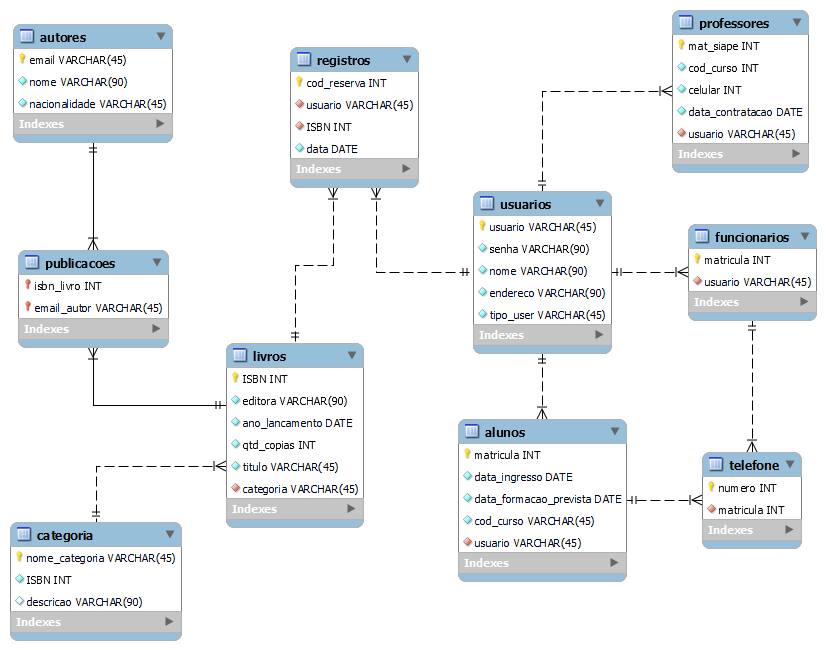 autores
email VARCHAR(45)
nome VARCHAR(90)
nacionalidade VARCHAR(45)
Indexes
registros
cod_reserva INT
usuario VARCHAR(45)
ISBN INT
data DATE
Indexes
professores
mat_siape INT
cod_curso INT
celular INT
data_contratacao DATE
usuario VARCHAR(45)
Indexes
usuarios
usuario VARCHAR(45)
senha VARCHAR(90)
nome VARCHAR(90)
endereco VARCHAR(90)
tipo_user VARCHAR(45)
Indexes
funcionarios
matricula INT
usuario VARCHAR(45)
Indexes
publicacoes
isbn_livro INT
email_autor VARCHAR(45)
Indexes
livros
ISBN INT
editora VARCHAR(90)
ano_lancamento DATE
qtd_copias INT
titulo VARCHAR(45)
categoria VARCHAR(45)
Indexes
alunos
matricula INT
data_ingresso DATE
data_formacao_prevista DATE
cod_curso VARCHAR(45)
usuario VARCHAR(45)
Indexes
telefone
numero INT
matricula INT
Indexes
categoria
nome_categoria VARCHAR(45)
ISBN INT
descricao VARCHAR(90)
Indexes